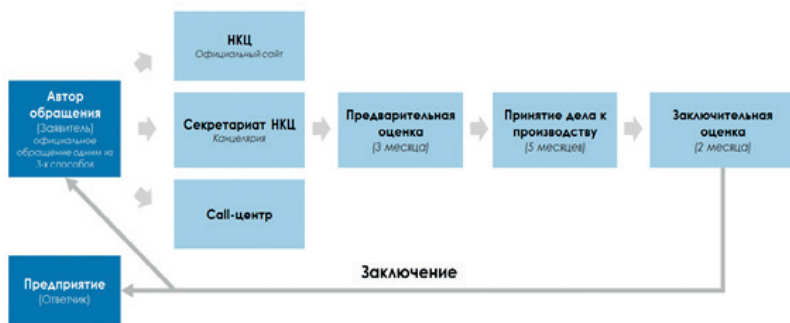 НКЦ
Официальный сайт
Автор
обращения
(Заявитель)
официальное
обращение одним из
3-х способов
Секретариат НКЦ
Канцелярия
Предварительная
оценка
(3 месяца)
Принятие дела к
производству
(5 месяцев)
Заключительная
оценка
(2 месяца)
Call-центр
Предприятие
(Ответчик)
Заключение